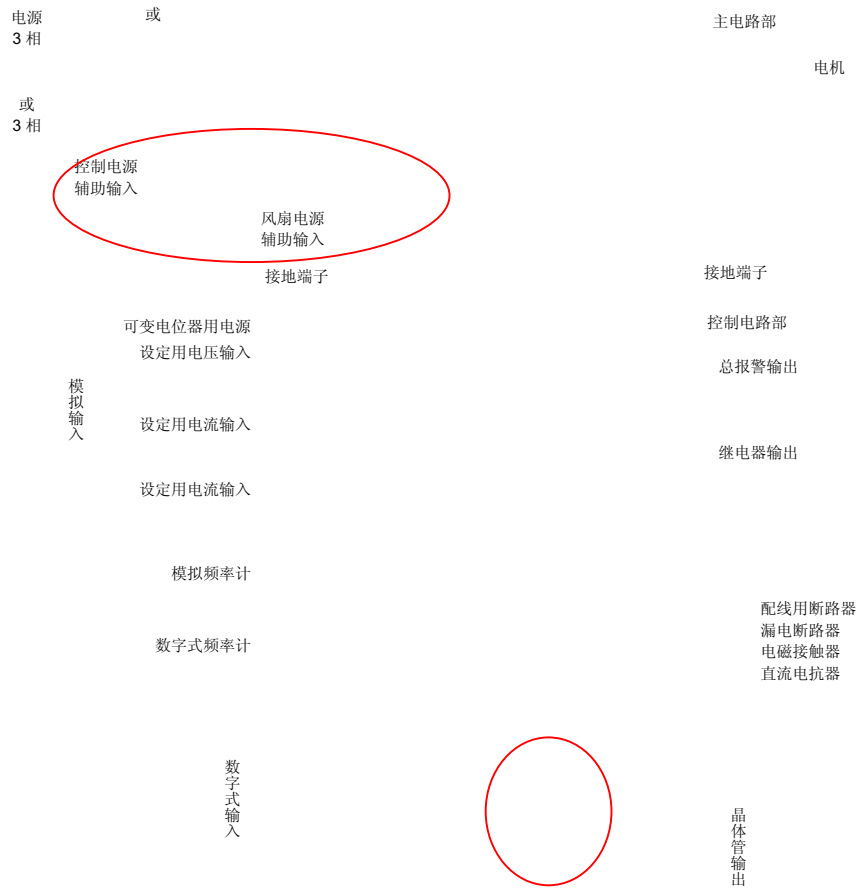 电源
3 相
或
主电路部
电机
或
3 相
控制电源
辅助输入
风扇电源
辅助输入
接地端子
接地端子
可变电位器用电源
控制电路部
设定用电压输入
总报警输出
模拟输入
设定用电流输入
继电器输出
设定用电流输入
模拟频率计
配线用断路器
漏电断路器
数字式频率计
电磁接触器
直流电抗器
数字式输入
晶体管输出